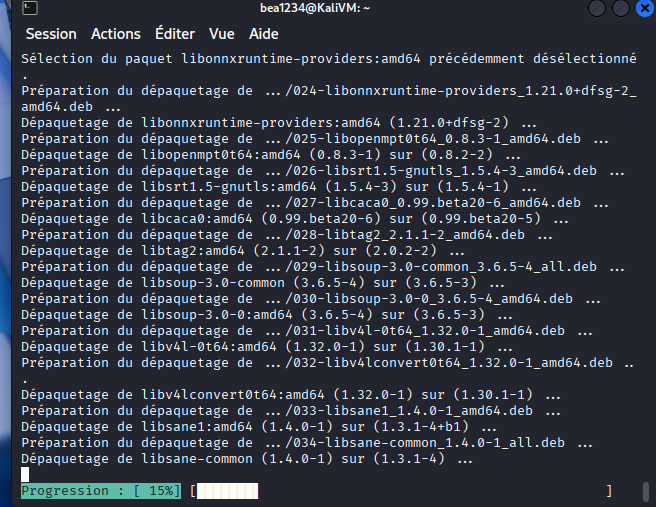 bea1234@KaliVM: ~
Session Actions Éditer Vue Aide
Sélection du paquet libonnxruntime-providers:amd64 précédemment désélectionné
.
Préparation du dépaquetage de .../024-libonnxruntime-providers_1.21.0+dfsg-2_
amd64.deb ...
Dépaquetage de libonnxruntime-providers:amd64 (1.21.0+dfsg-2) ...
Préparation du dépaquetage de .../025-libopenmpt0t64_0.8.3-1_amd64.deb ...
Dépaquetage de libopenmpt0t64:amd64 (0.8.3-1) sur (0.8.2-2) ...
Préparation du dépaquetage de .../026-libsrt1.5-gnutls_1.5.4-3_amd64.deb ...
Dépaquetage de libsrt1.5-gnutls:amd64 (1.5.4-3) sur (1.5.4-1) ...
Préparation du dépaquetage de .../027-libcaca0_0.99.beta20-6_amd64.deb ...
Dépaquetage de libcaca0:amd64 (0.99.beta20-6) sur (0.99.beta20-5) ...
Préparation du dépaquetage de .../028-libtag2_2.1.1-2_amd64.deb ...
Dépaquetage de libtag2:amd64 (2.1.1-2) sur (2.0.2-2) ...
Préparation du dépaquetage de .../029-libsoup-3.0-common_3.6.5-4_all.deb ...
Dépaquetage de libsoup-3.0-common (3.6.5-4) sur (3.6.5-3) ...
Préparation du dépaquetage de .../030-libsoup-3.0-0_3.6.5-4_amd64.deb ...
Dépaquetage de libsoup-3.0-0:amd64 (3.6.5-4) sur (3.6.5-3) ...
Préparation du dépaquetage de .../031-libv4l-0t64_1.32.0-1_amd64.deb ...
Dépaquetage de libv4l-0t64:amd64 (1.32.0-1) sur (1.30.1-1) ...
Préparation du dépaquetage de .../032-libv4lconvert0t64_1.32.0-1_amd64.deb ..
.
Dépaquetage de libv4lconvert0t64:amd64 (1.32.0-1) sur (1.30.1-1) ...
Préparation du dépaquetage de .../033-libsane1_1.4.0-1_amd64.deb ...
Dépaquetage de libsane1:amd64 (1.4.0-1) sur (1.3.1-4+b1) ...
Préparation du dépaquetage de .../034-libsane-common_1.4.0-1_all.deb ...
Dépaquetage de libsane-common (1.4.0-1) sur (1.3.1-4) ...
Progression : [ 15%] [ ]